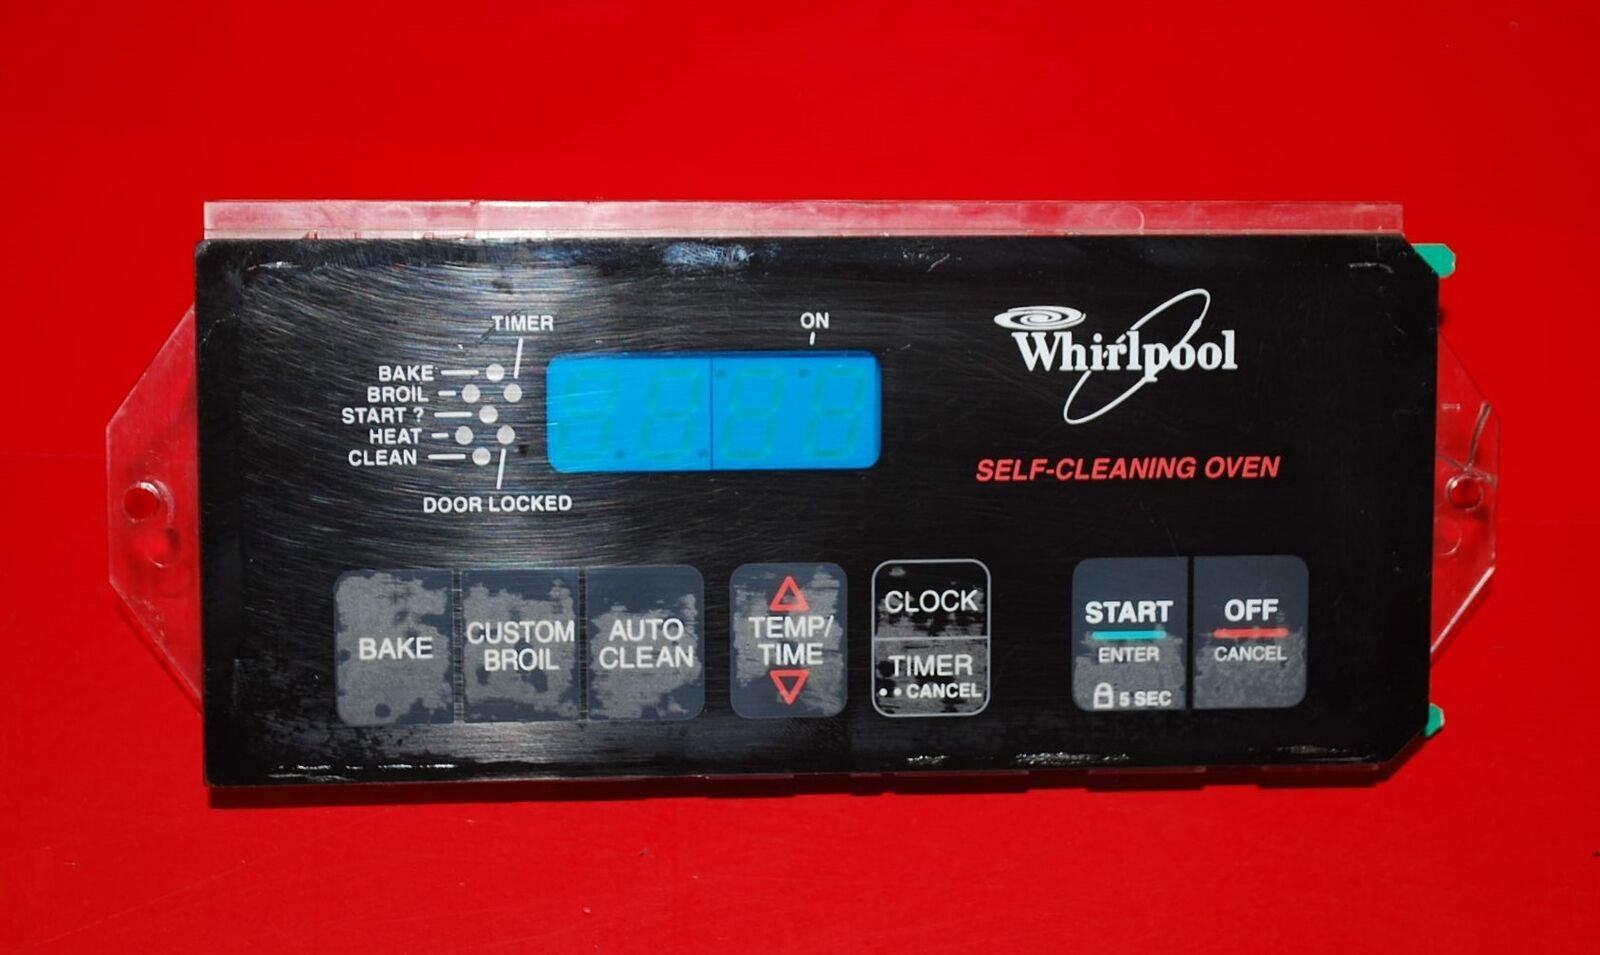 TIMER
ON
BAKE
BROIL
START ?
HEAT
CLEAN
DOOR LOCKED
Whirlpool
SELF-CLEANING OVEN
BAKE
CUSTOM
BROIL
AUTO
CLEAN
TEMP/
TIME
CLOCK
TIMER
•• CANCEL
START
ENTER
5 SEC
OFF
CANCEL